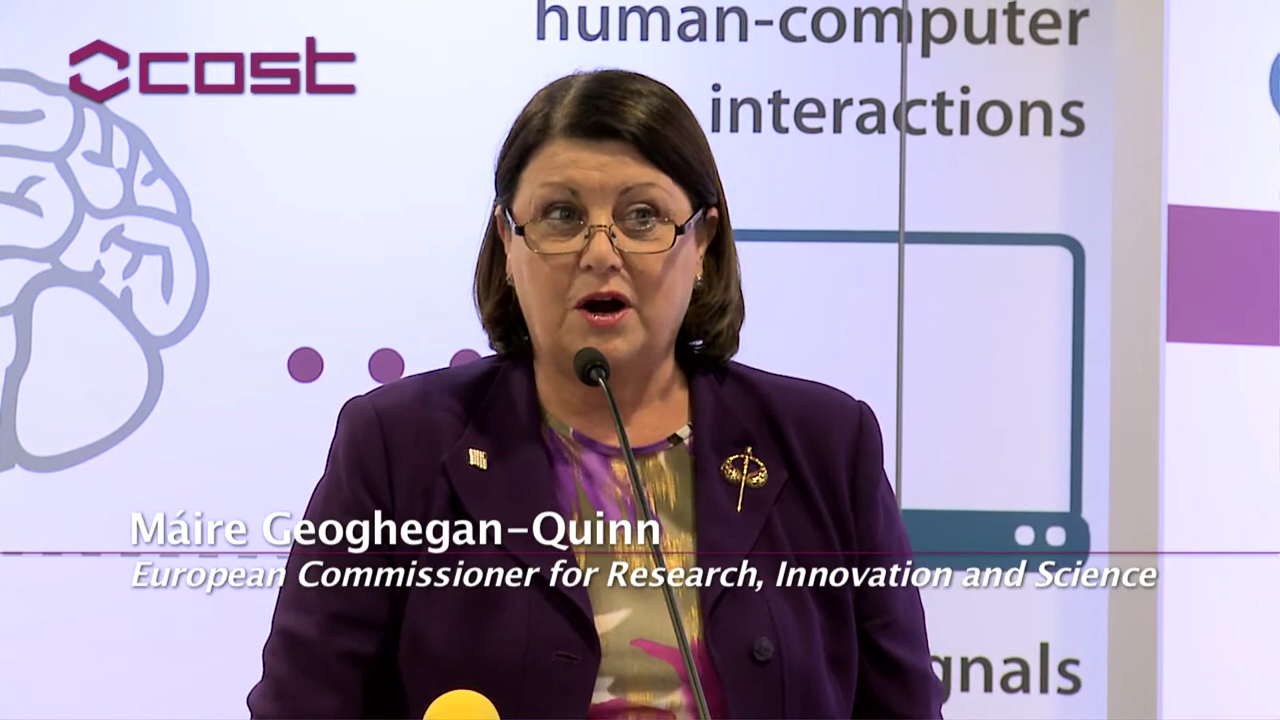 cost
human-computer
interactions
Máire Geoghegan-Quinn
European Commissioner for Research, Innovation and Science
gnals